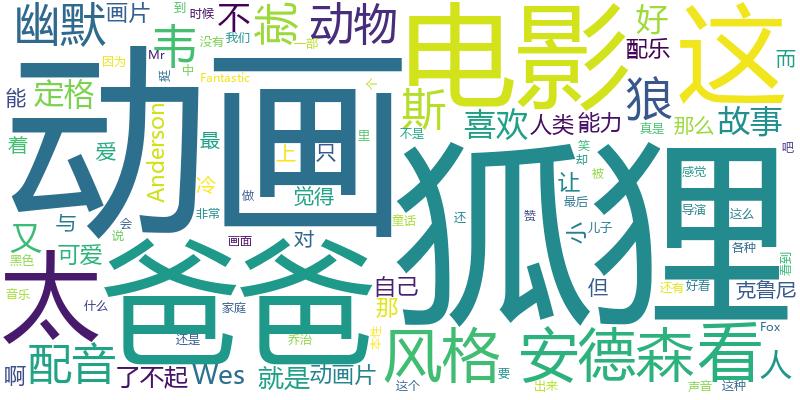 幽默
画片
韦
到
时候
不
没有
就
我们
动物
一部
电影
好
配乐
这
而
因为
Mr
挺
中
Fantastic
个
能
定格
斯
狼
动画
Anderson
最
喜欢
人类
能力
真是
那么
故事
着
爱
上
只
里
不是
笑
却
被
吧
冷
觉得
狐狸
让
感觉
与
做
非常
童话
还
赞
最后
小
儿子
导演
这么
又
可爱
说
会
画面
对
各种
黑色
爸爸
看到
太
自己
但
还有
好看
克鲁尼
音乐
什么
家庭
那
还是
乔治
风格
安德森
看
Fox
人
啊
配音
了不起
Wes
就是
动画片
这个
要
出来
声音
这种